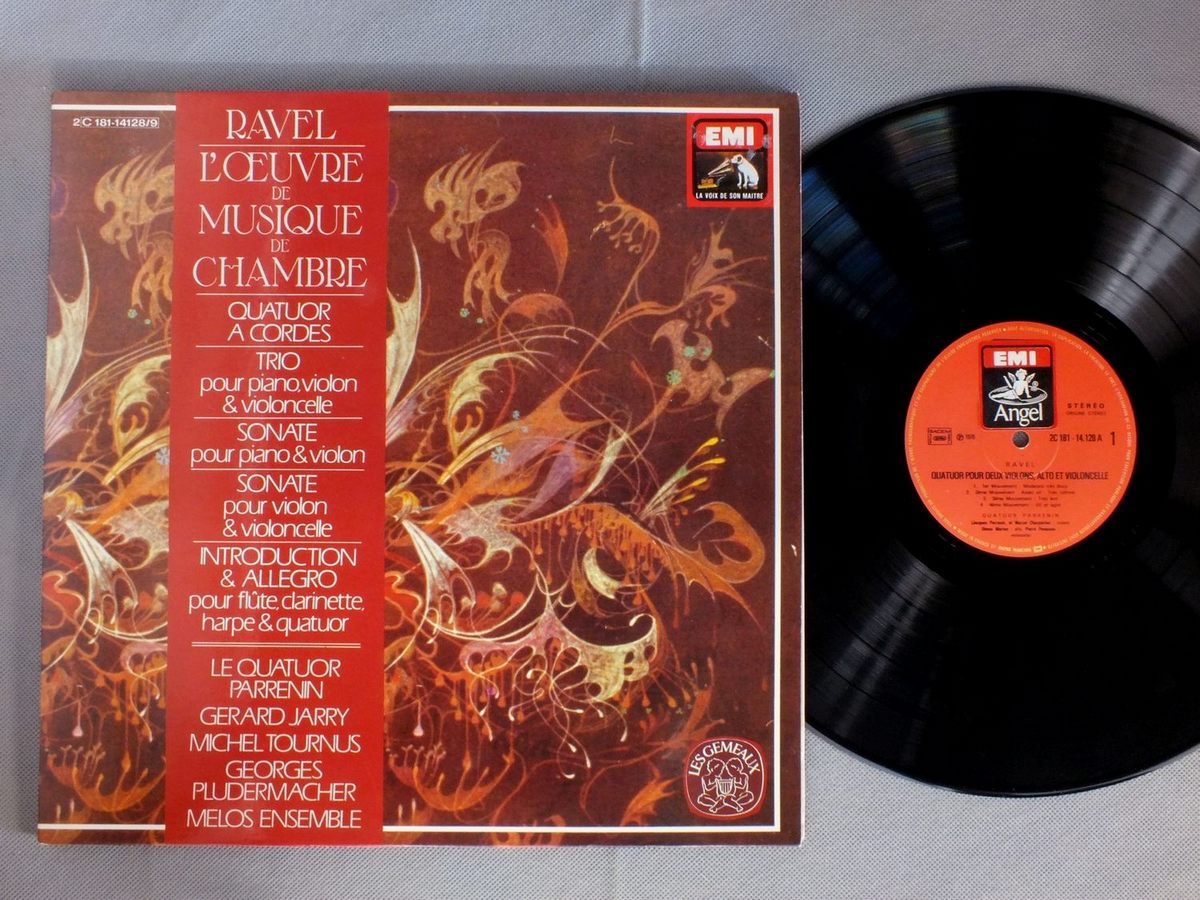 2C 181-14128/9
RAVEL
L'ŒUVRE
DE
MUSIQUE
DE
CHAMBRE
QUATUOR
A CORDES
TRIO
pour piano, violon
& violoncelle
SONATE
pour piano & violon
SONATE
pour violon
& violoncelle
INTRODUCTION
& ALLEGRO
pour flûte, clarinette,
harpe & quatuor
LE QUATUOR
PARRENIN
GERARD JARRY
MICHEL TOURNUS
GEORGES
PLUDERMACHER
MELOS ENSEMBLE
EMI
LA VOIX DE SON MAITRE
LES GEMEAUX
EMI
Angel
STÉRÉO
SACEM
2C 181 - 14.128 A
1
RAVEL
QUATUOR POUR DEUX VIOLONS, ALTO ET VIOLONCELLE
QUATUOR PARRENIN